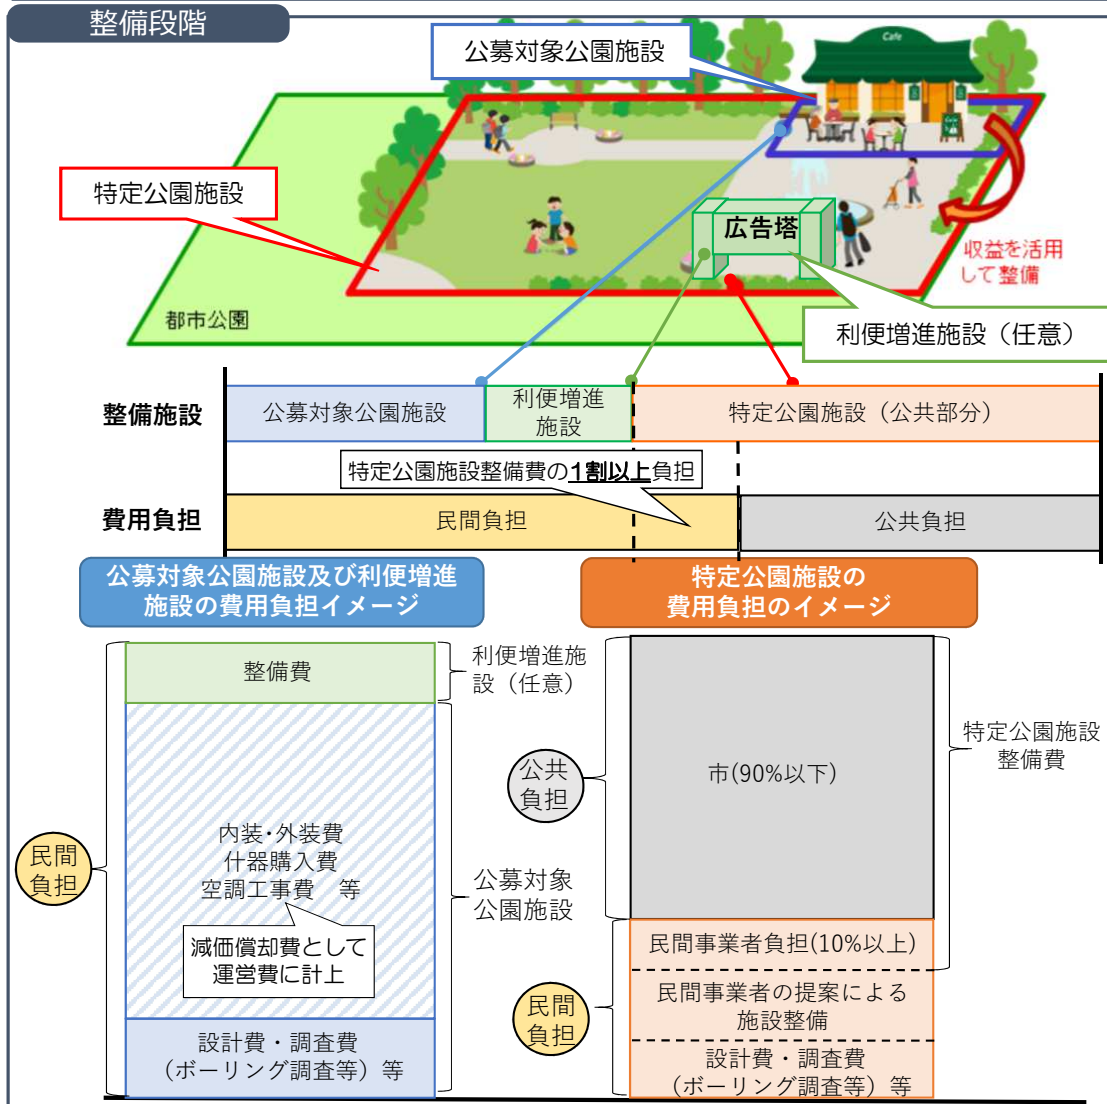 整備段階
Cafe
公募対象公園施設
特定公園施設
広告塔
収益を活用
して整備
都市公園
利便増進施設（任意）
整備施設
公募対象公園施設
利便増進
施設
特定公園施設（公共部分）
特定公園施設整備費の1割以上負担
費用負担
民間負担
公共負担
公募対象公園施設及び利便増進
施設の費用負担イメージ
特定公園施設の
費用負担のイメージ
整備費
利便増進施
設（任意）
内装・外装費
什器購入費
空調工事費　等
減価償却費として
運営費に計上
民間
負担
公募対象
公園施設
設計費・調査費
（ボーリング調査等）等
公共
負担
市(90%以下)
特定公園施設
整備費
民間事業者負担(10%以上)
民間事業者の提案による
施設整備
民間
負担
設計費・調査費
（ボーリング調査等）等